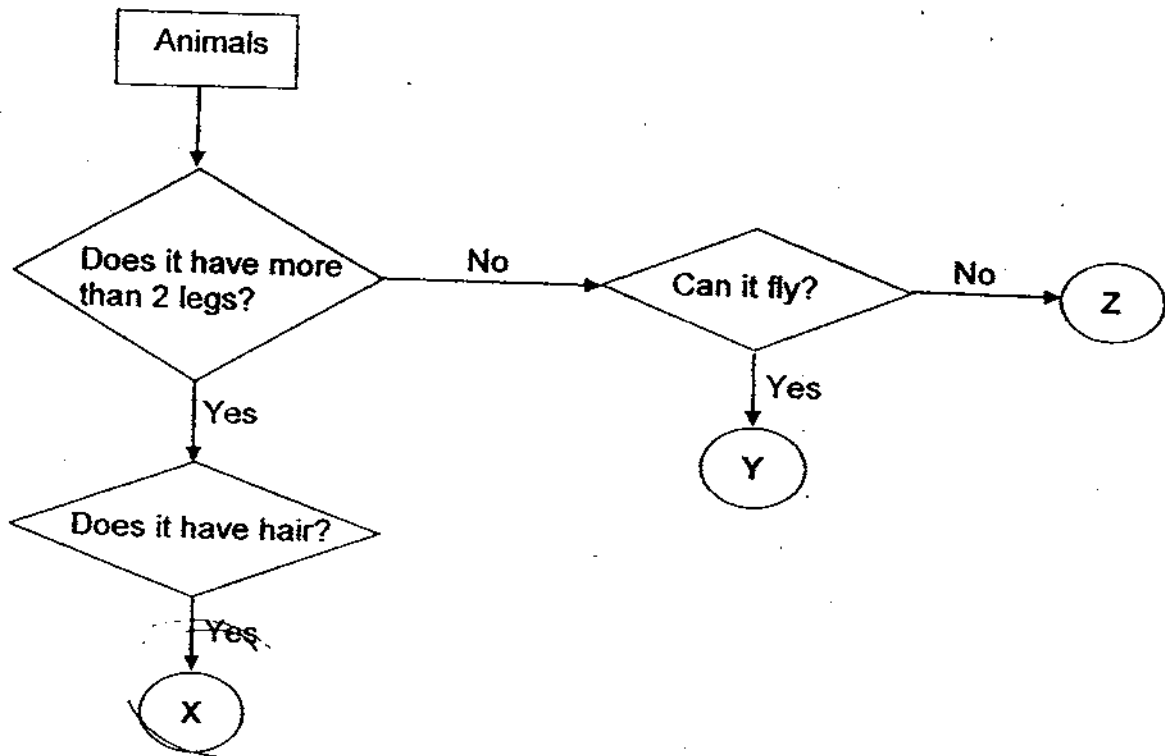 Animals
Does it have more
than 2 legs?
No
Can it fly?
No
Z
Yes
Yes
Y
Does it have hair?
Yes
X